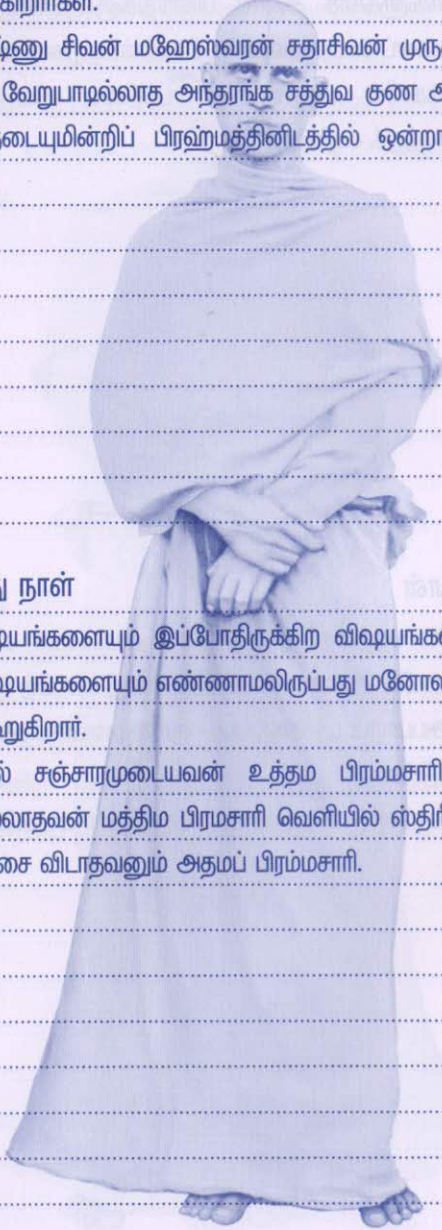 கிறார்கள்.
ஷ்ணு சிவன் மஹேஸ்வரன் சதாசிவன் முரு
வேறுபாடில்லாத அந்தரங்க சத்துவ குண
தடையுமின்றிப் பிரஹ்மத்தினிடத்தில் ஒன்றா
து நாள்
ஷயங்களையும் இப்போதிருக்கிற விஷயங்க
ஷயங்களையும் எண்ணாமலிருப்பது மனோல
கூறுகிறார்.
ல் சஞ்சாரமுடையவன் உத்தம பிரம்மசாரி
லாதவன் மத்திம பிரமசாரி வெளியில் ஸ்திரி
சை விடாதவனும் அதமப் பிரம்மசாரி.